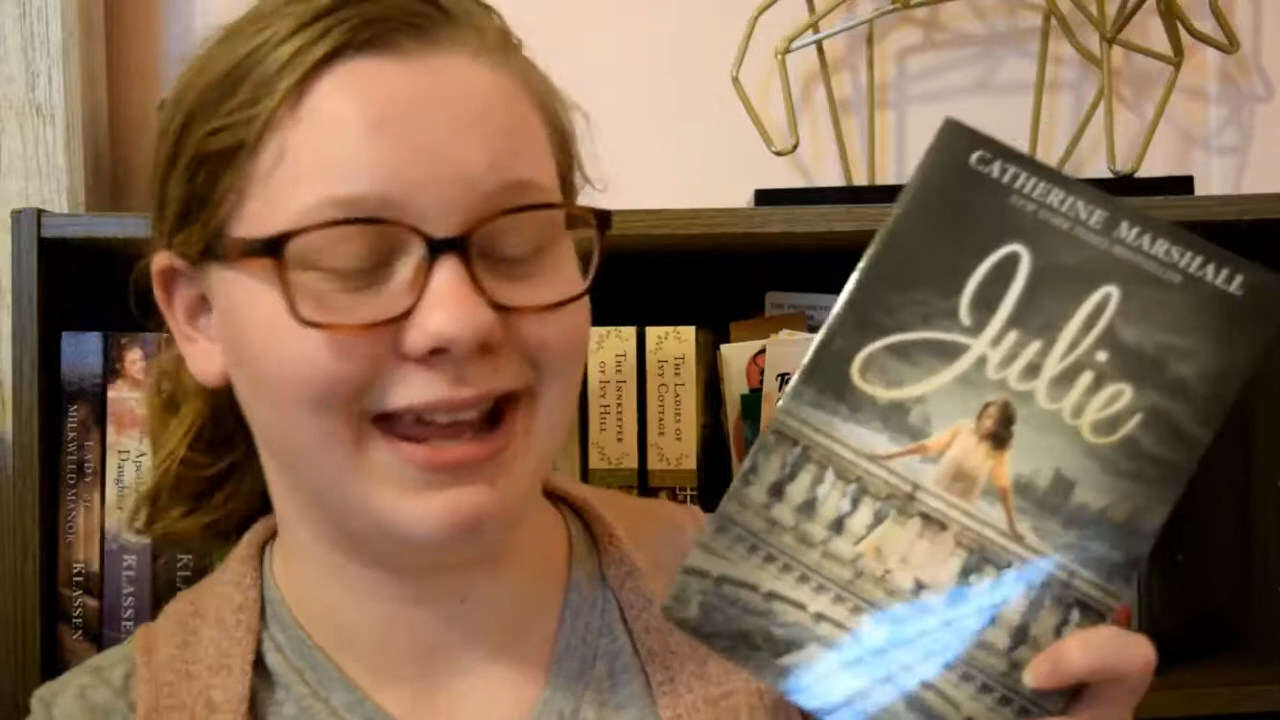 CATHERINE MARSHALL
NEW YORK TIMES BESTSELLER
Julie
THE INNKEEPER
OF IVY HILL
THE LADIES OF
IVY COTTAGE
LADY of
MILKWEED MANOR
KLASSEN
Daughter
KLASSEN